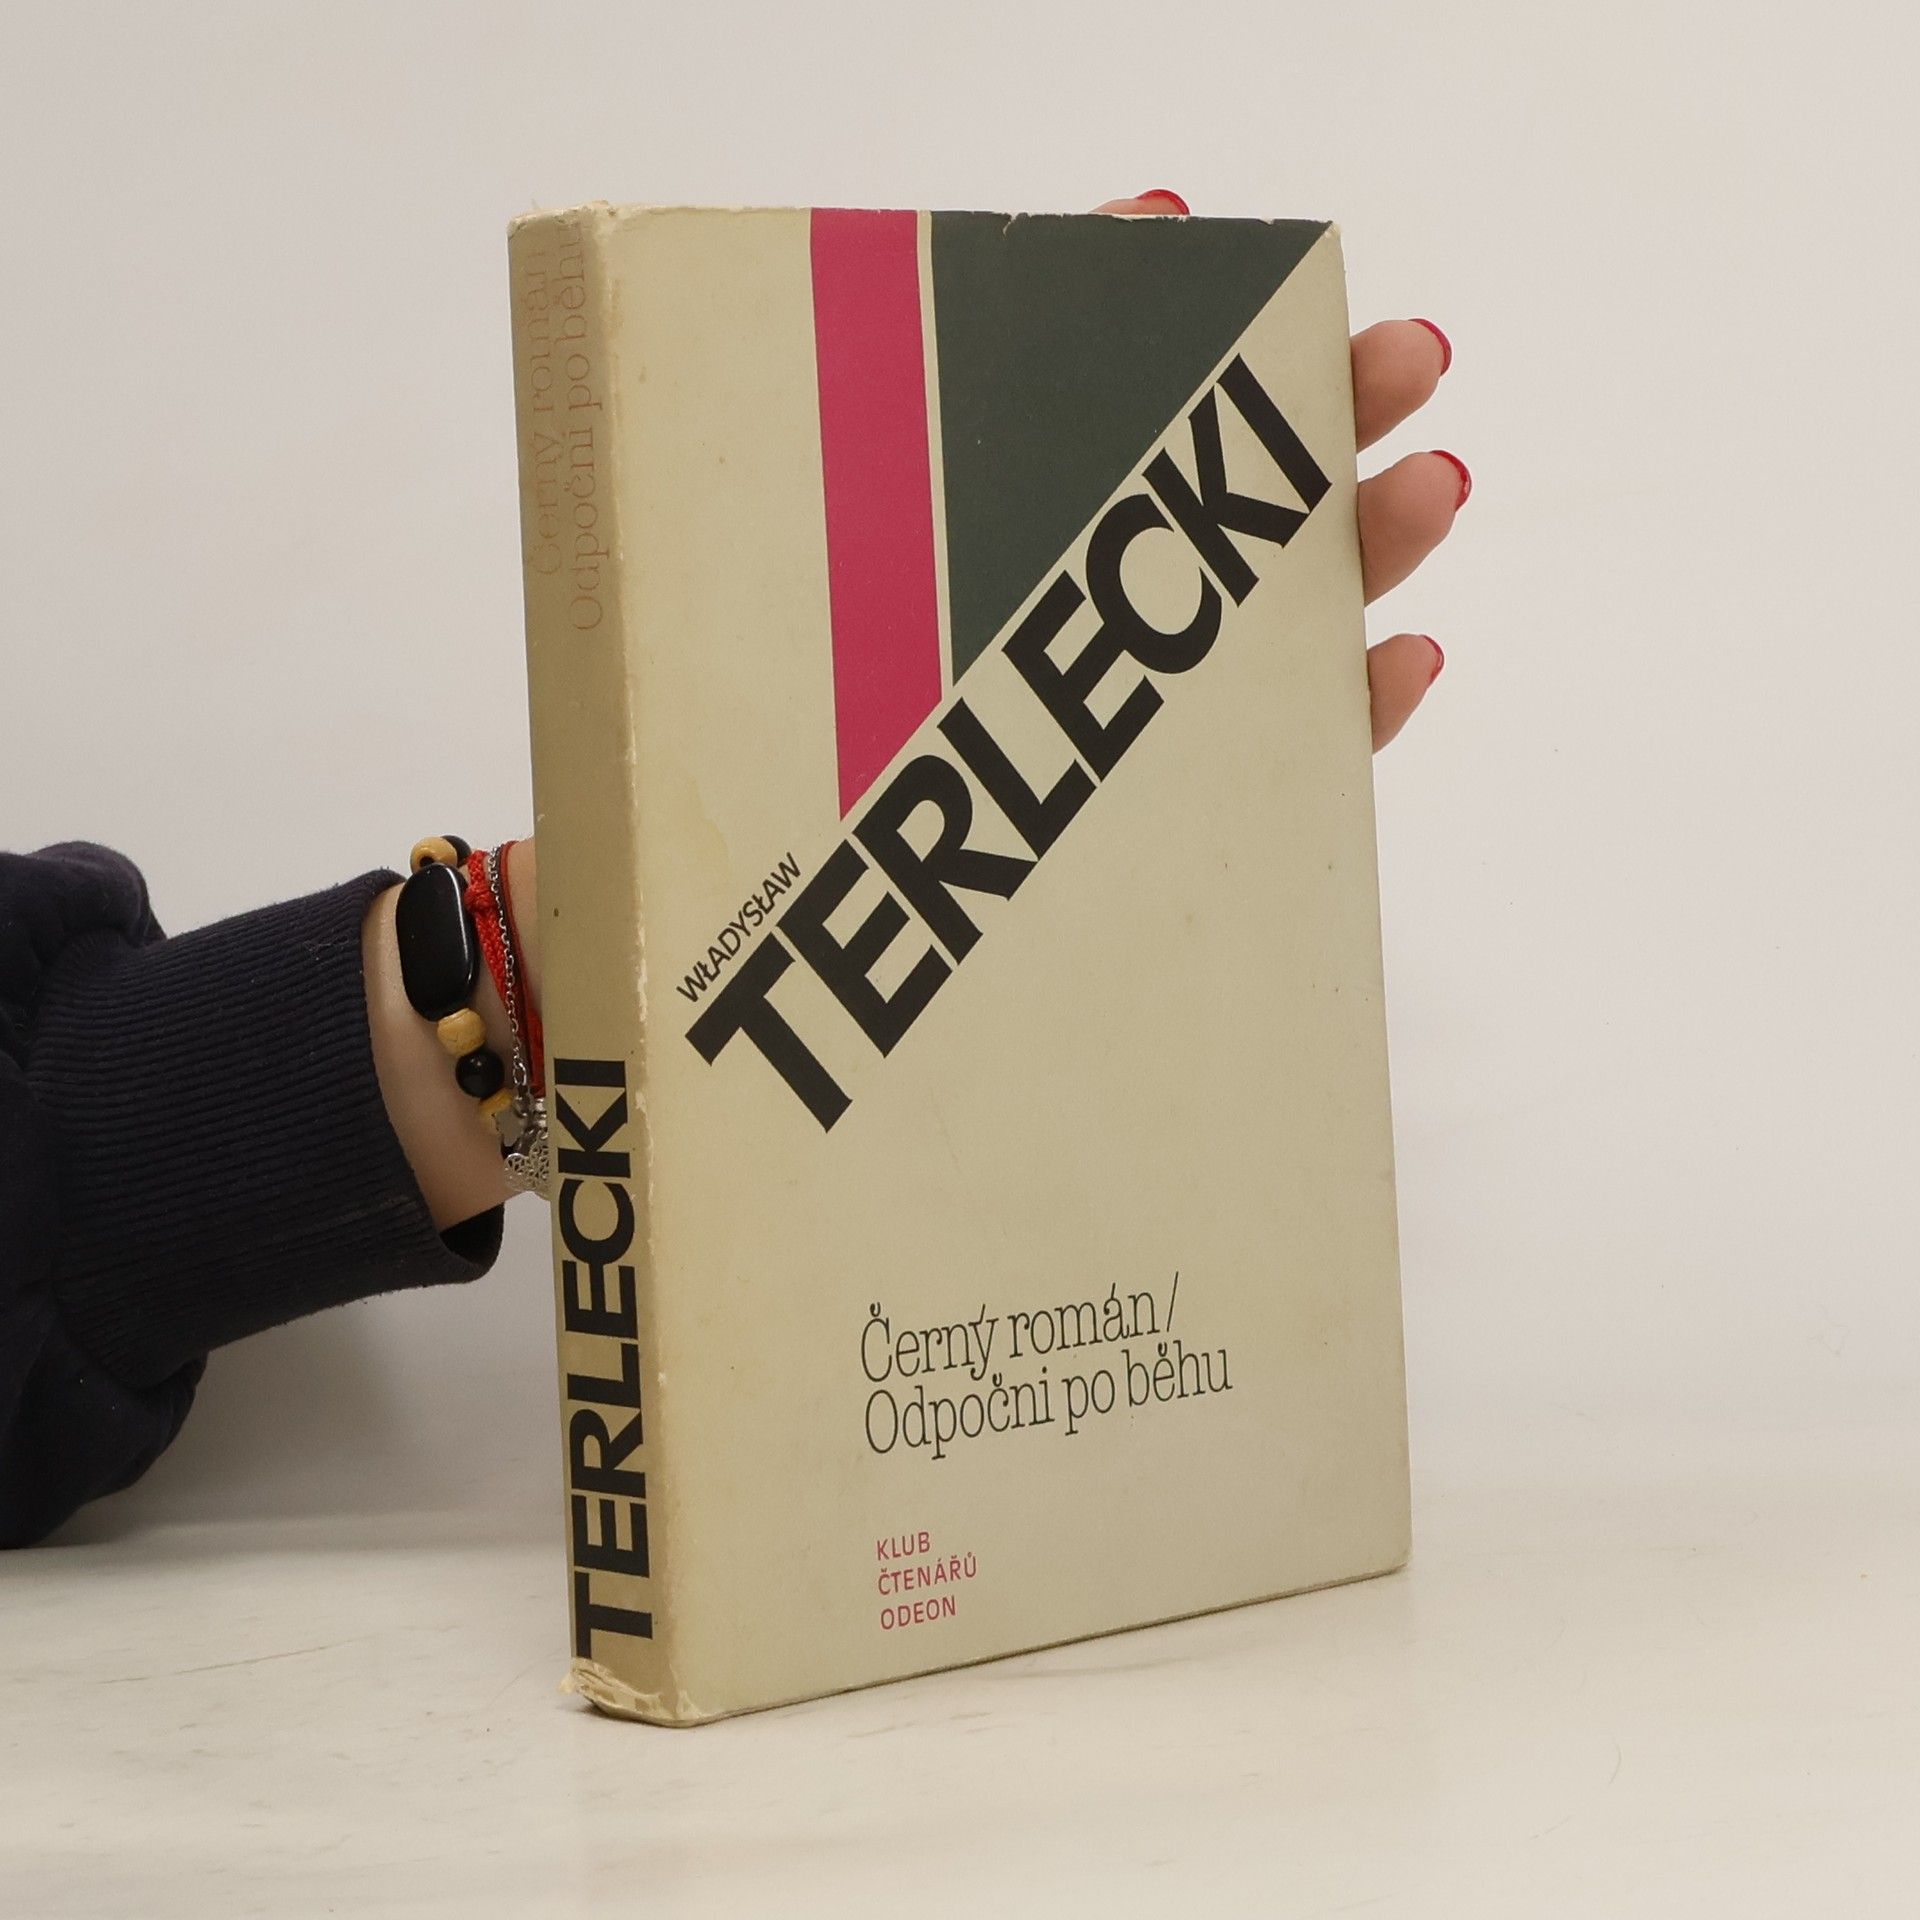 Černý román
Odpočni po běhu
TERLECKI
WŁADYSŁAW
TERLECKI
Černý román/
Odpočni po běhu
KLUB
ČTENÁŘŮ
ODEON